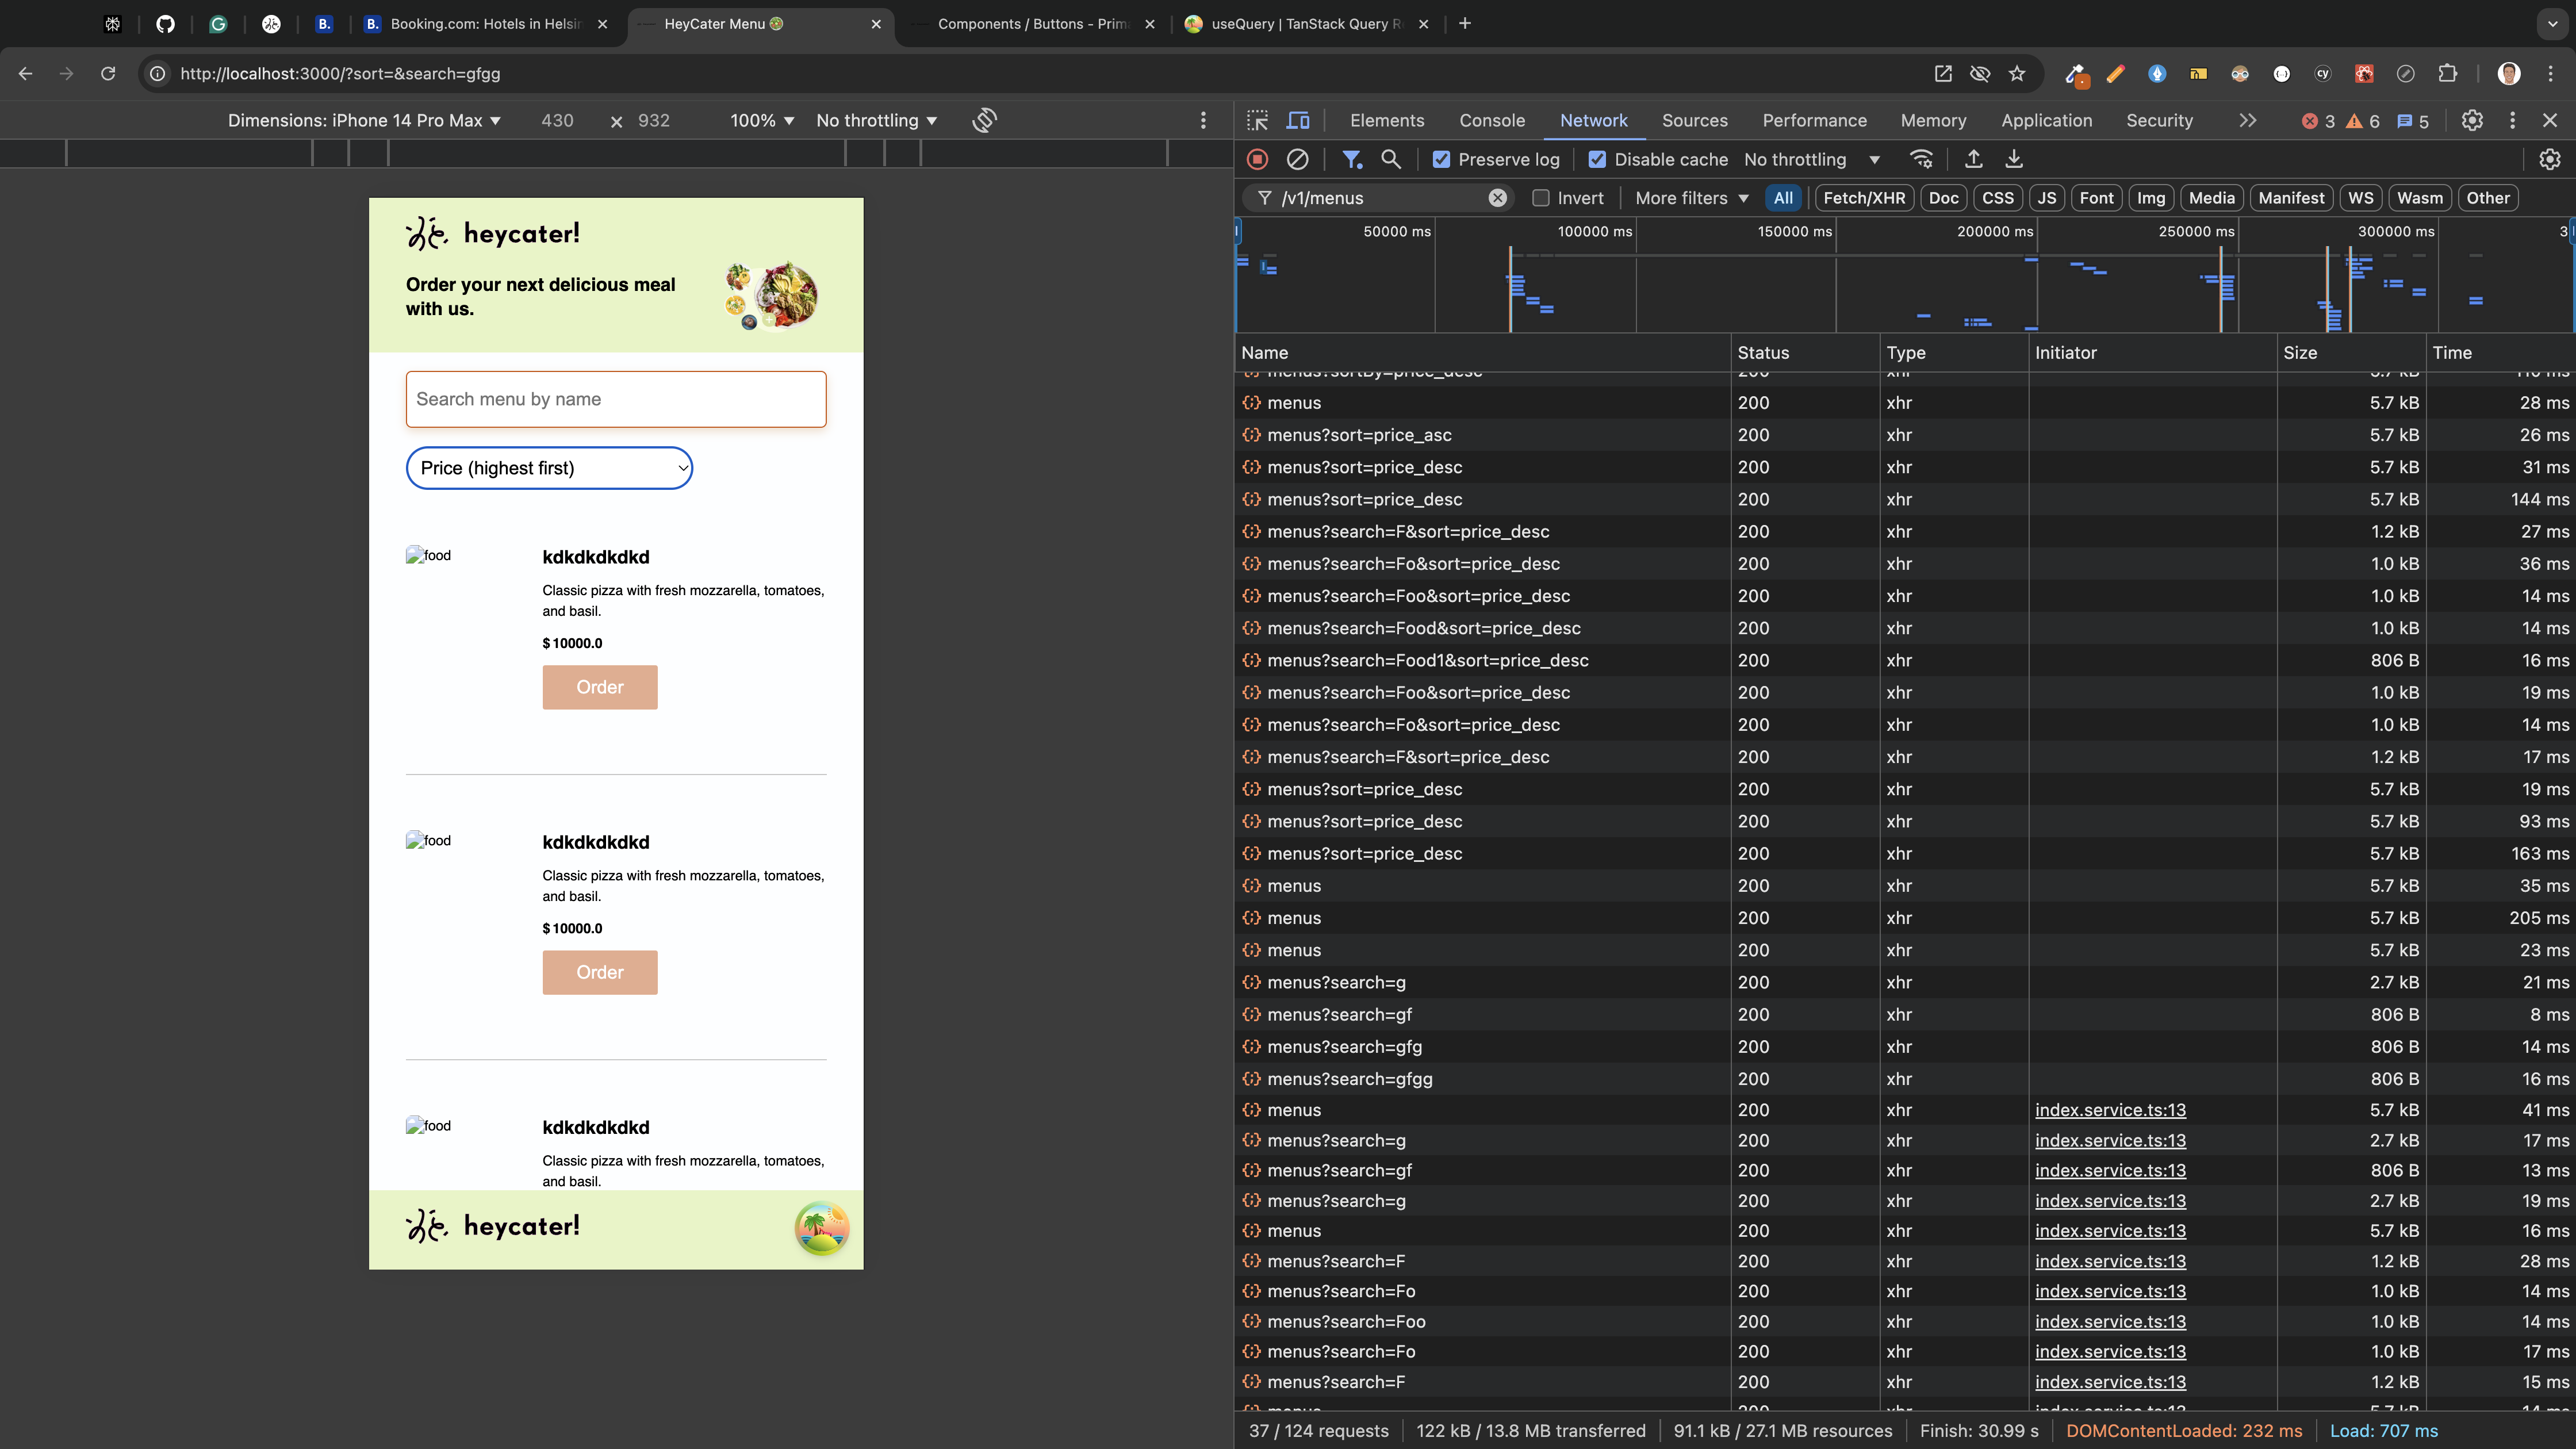 Booking.com: Hotels in Helsin
HeyCater Menu
Components / Buttons - Prim
useQuery | TanStack Query R
http://localhost:3000/?sort=&search=gfgg
Dimensions: iPhone 14 Pro Max ▼ 430 × 932 100% ▼ No throttling ▼
heycater!
Order your next delicious meal
with us.
Search menu by name
Price (highest first)
food
kdkdkdkdkd
Classic pizza with fresh mozzarella, tomatoes,
and basil.
$ 10000.0
Order
food
kdkdkdkdkd
Classic pizza with fresh mozzarella, tomatoes,
and basil.
$ 10000.0
Order
food
kdkdkdkdkd
Classic pizza with fresh mozzarella, tomatoes,
and basil.
heycater!
Elements Console Network Sources Performance Memory Application Security 3 6 5
Preserve log Disable cache No throttling ▼
/v1/menus Invert More filters ▼ All Fetch/XHR Doc CSS JS Font Img Media Manifest WS Wasm Other
50000 ms 100000 ms 150000 ms 200000 ms 250000 ms 300000 ms 3
Name Status Type Initiator Size Time
menus?sortBy=price_desc 200 xhr 5.7 kB 110 ms
menus 200 xhr 5.7 kB 28 ms
menus?sort=price_asc 200 xhr 5.7 kB 26 ms
menus?sort=price_desc 200 xhr 5.7 kB 31 ms
menus?sort=price_desc 200 xhr 5.7 kB 144 ms
menus?search=F&sort=price_desc 200 xhr 1.2 kB 27 ms
menus?search=Fo&sort=price_desc 200 xhr 1.0 kB 36 ms
menus?search=Foo&sort=price_desc 200 xhr 1.0 kB 14 ms
menus?search=Food&sort=price_desc 200 xhr 1.0 kB 14 ms
menus?search=Food1&sort=price_desc 200 xhr 806 B 16 ms
menus?search=Foo&sort=price_desc 200 xhr 1.0 kB 19 ms
menus?search=Fo&sort=price_desc 200 xhr 1.0 kB 14 ms
menus?search=F&sort=price_desc 200 xhr 1.2 kB 17 ms
menus?sort=price_desc 200 xhr 5.7 kB 19 ms
menus?sort=price_desc 200 xhr 5.7 kB 93 ms
menus?sort=price_desc 200 xhr 5.7 kB 163 ms
menus 200 xhr 5.7 kB 35 ms
menus 200 xhr 5.7 kB 205 ms
menus 200 xhr 5.7 kB 23 ms
menus?search=g 200 xhr 2.7 kB 21 ms
menus?search=gf 200 xhr 806 B 8 ms
menus?search=gfg 200 xhr 806 B 14 ms
menus?search=gfgg 200 xhr 806 B 16 ms
menus 200 xhr index.service.ts:13 5.7 kB 41 ms
menus?search=g 200 xhr index.service.ts:13 2.7 kB 17 ms
menus?search=gf 200 xhr index.service.ts:13 806 B 13 ms
menus?search=g 200 xhr index.service.ts:13 2.7 kB 19 ms
menus 200 xhr index.service.ts:13 5.7 kB 16 ms
menus?search=F 200 xhr index.service.ts:13 1.2 kB 28 ms
menus?search=Fo 200 xhr index.service.ts:13 1.0 kB 14 ms
menus?search=Foo 200 xhr index.service.ts:13 1.0 kB 14 ms
menus?search=Fo 200 xhr index.service.ts:13 1.0 kB 17 ms
menus?search=F 200 xhr index.service.ts:13 1.2 kB 15 ms
37 / 124 requests 122 kB / 13.8 MB transferred 91.1 kB / 27.1 MB resources Finish: 30.99 s DOMContentLoaded: 232 ms Load: 707 ms